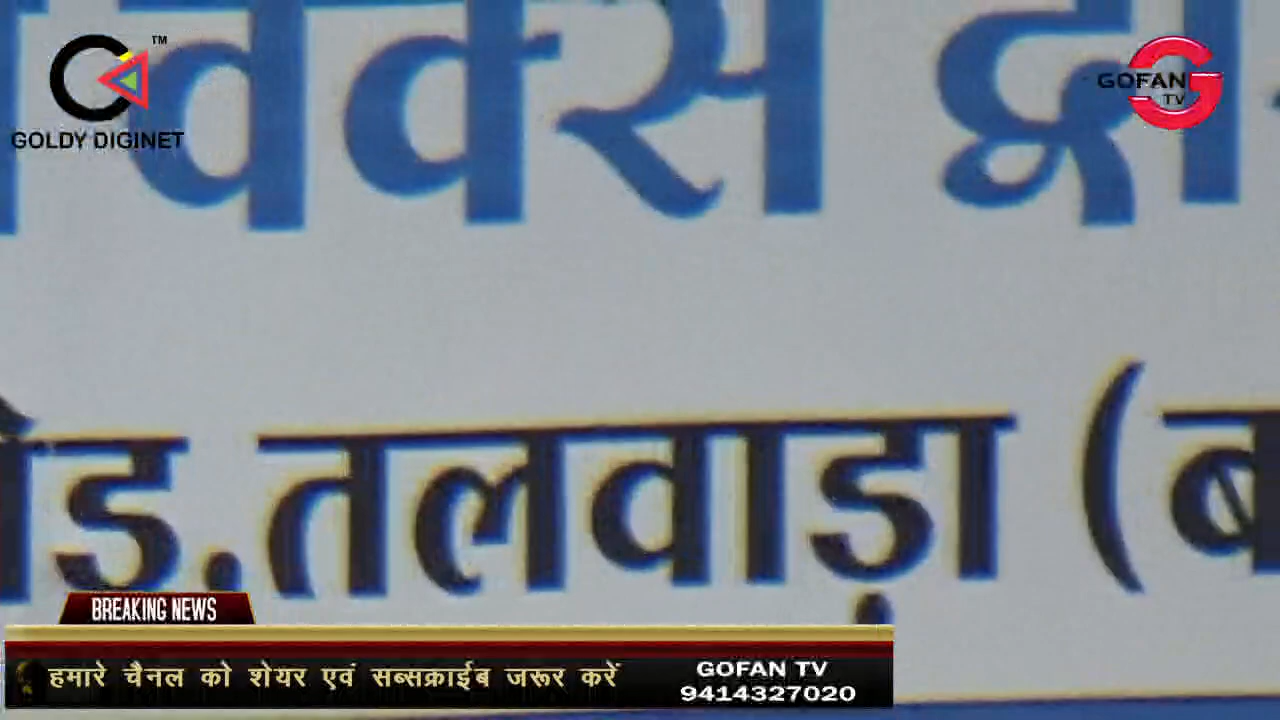 GOLDY DIGINET
TM
GOFAN
TV
द्वा
ड.तलवाड़ा (ब
BREAKING NEWS
हमारे चैनल को शेयर एवं सब्सक्राईब जरूर करें
GOFAN TV
9414327020